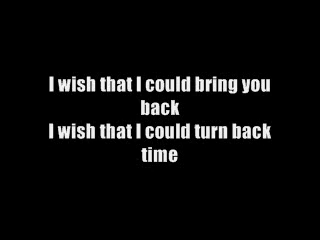 I wish that I could bring you
back
I wish that I could turn back
time